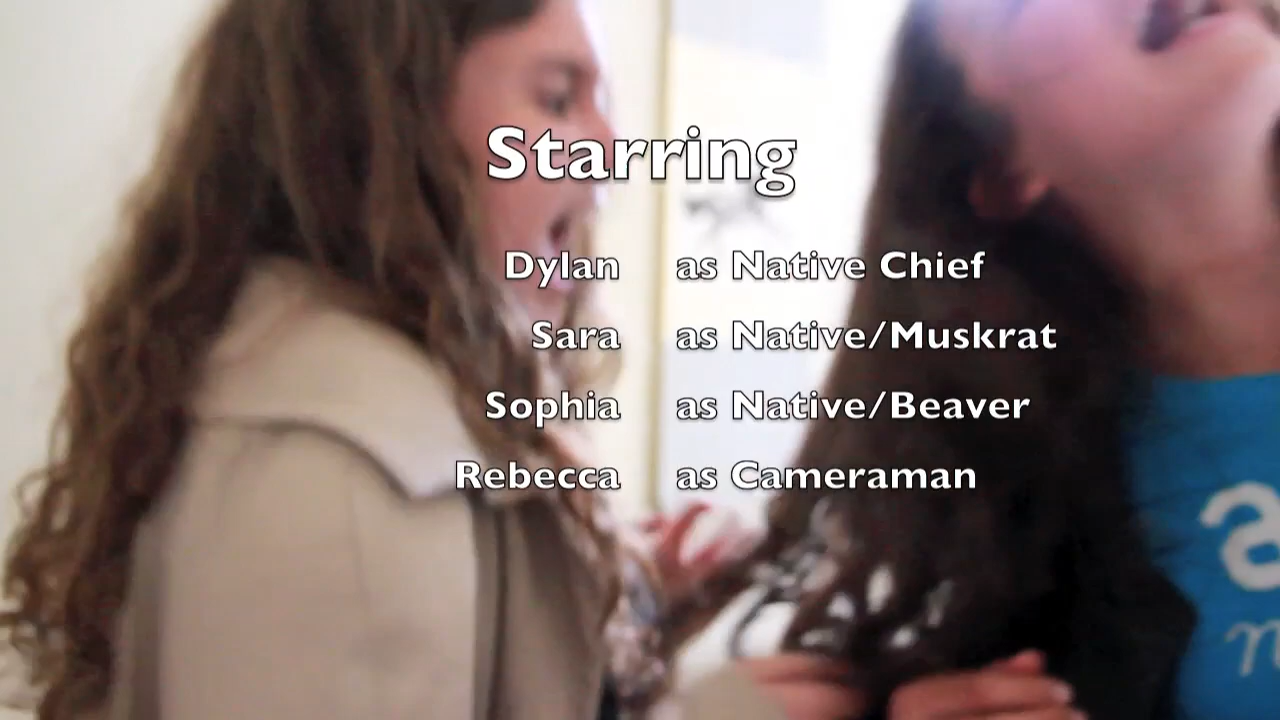 Starring
Dylan as Native Chief
Sara as Native/Muskrat
Sophia as Native/Beaver
Rebecca as Cameraman
a